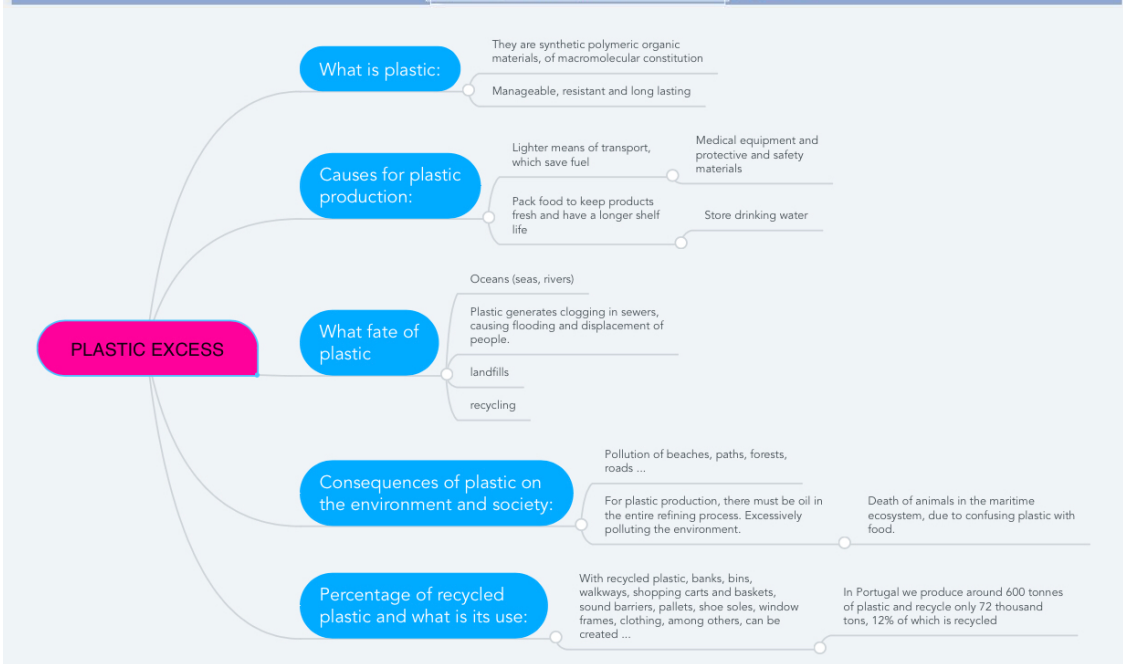 PLASTIC EXCESS
What is plastic:
They are synthetic polymeric organic
materials, of macromolecular constitution
Manageable, resistant and long lasting
Causes for plastic
production:
Lighter means of transport,
which save fuel
Medical equipment and
protective and safety
materials
Pack food to keep products
fresh and have a longer shelf
life
Store drinking water
What fate of
plastic
Oceans (seas, rivers)
Plastic generates clogging in sewers,
causing flooding and displacement of
people.
landfills
recycling
Consequences of plastic on
the environment and society:
Pollution of beaches, paths, forests,
roads ...
For plastic production, there must be oil in
the entire refining process. Excessively
polluting the environment.
Death of animals in the maritime
ecosystem, due to confusing plastic with
food.
Percentage of recycled
plastic and what is its use:
With recycled plastic, banks, bins,
walkways, shopping carts and baskets,
sound barriers, pallets, shoe soles, window
frames, clothing, among others, can be
created ...
In Portugal we produce around 600 tonnes
of plastic and recycle only 72 thousand
tons, 12% of which is recycled